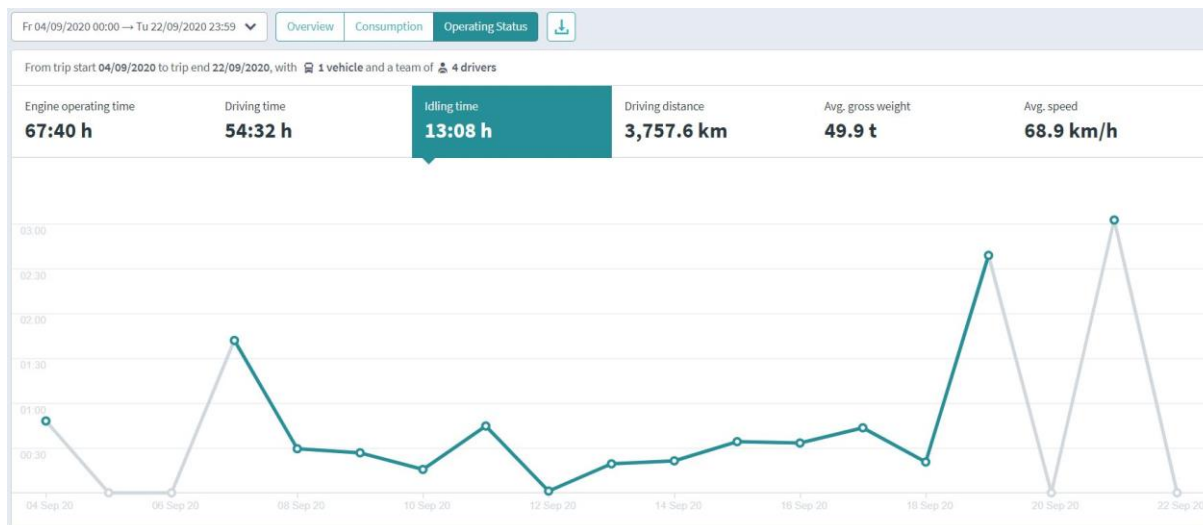 Fr 04/09/2020 00:00 → Tu 22/09/2020 23:59
Overview
Consumption
Operating Status
From trip start 04/09/2020 to trip end 22/09/2020, with 1 vehicle and a team of 4 drivers
Engine operating time
67:40 h
Driving time
54:32 h
Idling time
13:08 h
Driving distance
3,757.6 km
Avg. gross weight
49.9 t
Avg. speed
68.9 km/h
03:00
02:30
02:00
01:30
01:00
00:30
04 Sep 20
06 Sep 20
08 Sep 20
10 Sep 20
12 Sep 20
14 Sep 20
16 Sep 20
18 Sep 20
20 Sep 20
22 Sep 20